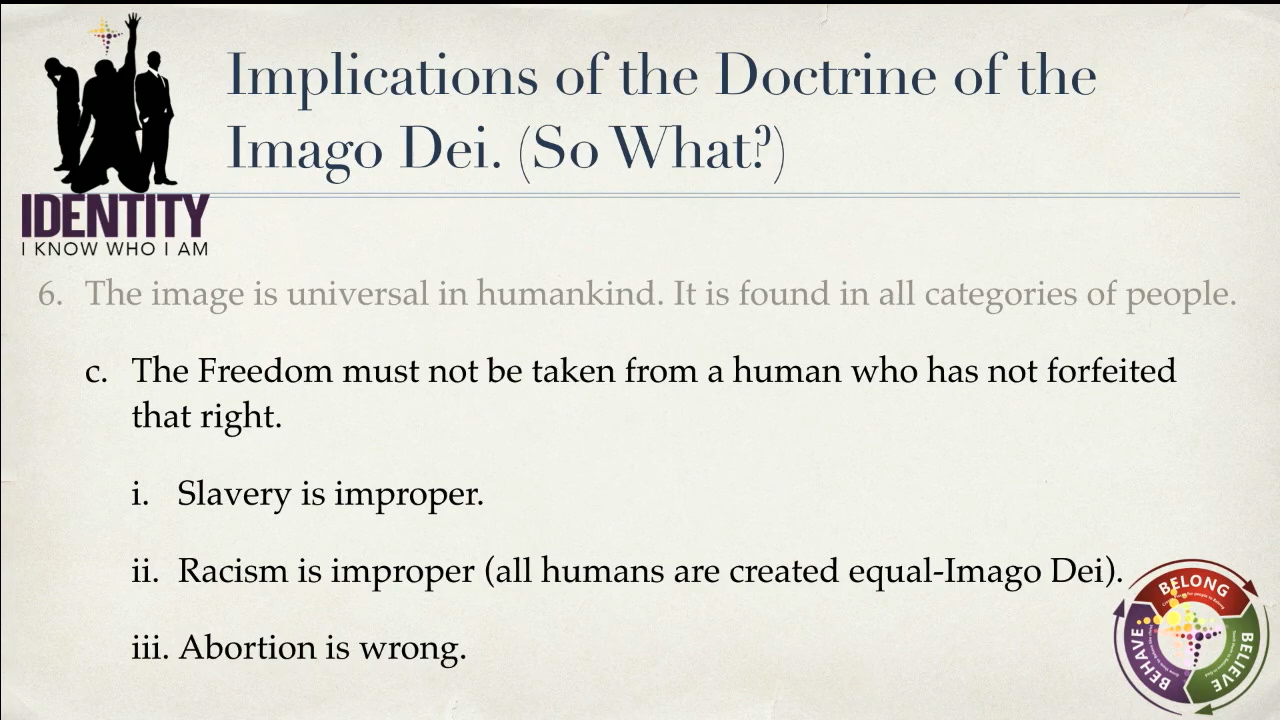 Implications of the Doctrine of the
Imago Dei. (So What?)
IDENTITY
I KNOW WHO I AM
6. The image is universal in humankind. It is found in all categories of people.
c. The Freedom must not be taken from a human who has not forfeited
that right.
i. Slavery is improper.
ii. Racism is improper (all humans are created equal-Imago Dei).
iii. Abortion is wrong.
BELONG
BEHAVE
BELIEVE